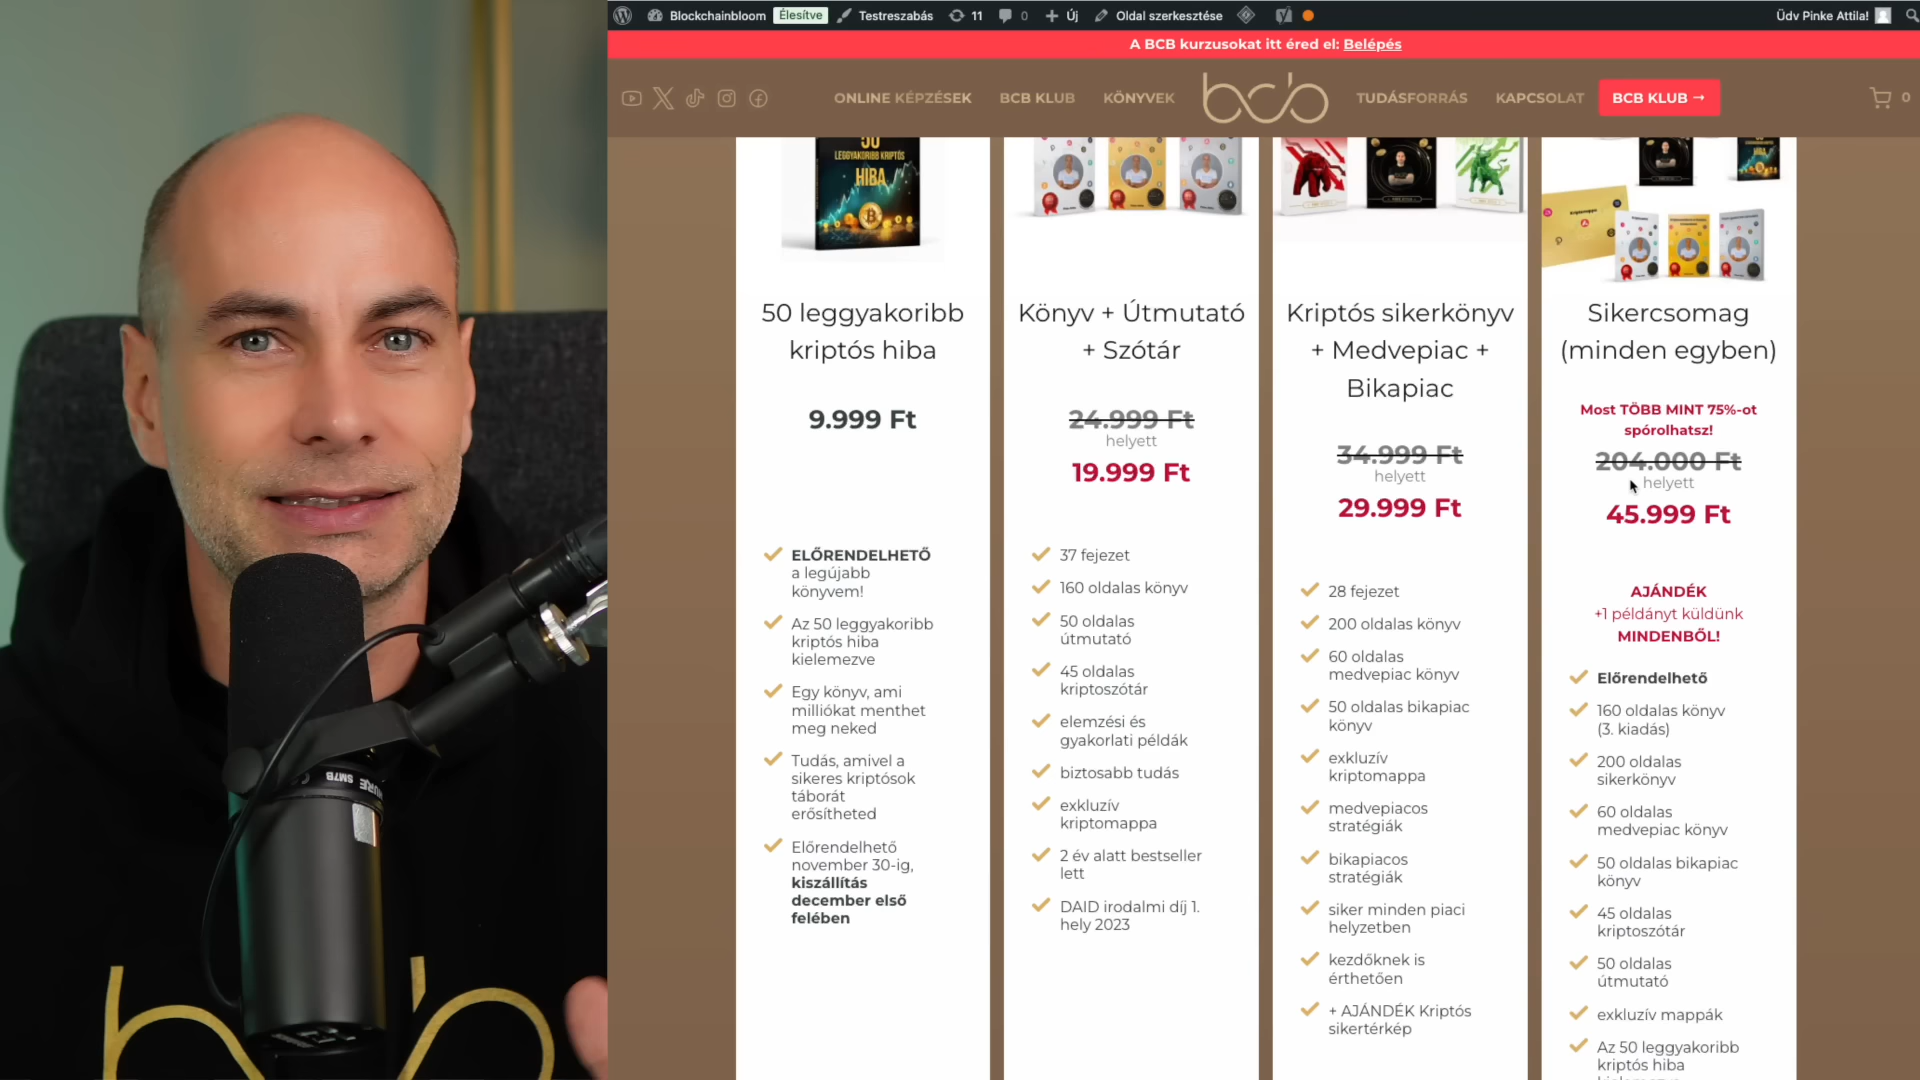 Blockchainbloom
Élesítve
Testreszabás
11
0
Új
Oldal szerkesztése
Üdv Pinke Attila!
A BCB kurzusokat itt éred el: Belépés
ONLINE KÉPZÉSEK
BCB KLUB
KÖNYVEK
bcb
TUDÁSFORRÁS
KAPCSOLAT
BCB KLUB →
0
50
LEGGYAKORIBB KRIPTÓS
HIBA
50 leggyakoribb
kriptós hiba
9.999 Ft
ELŐRENDELHETŐ
a legújabb
könyvem!
Az 50 leggyakoribb
kriptós hiba
kielemezve
Egy könyv, ami
milliókat menthet
meg neked
Tudás, amivel a
sikeres kriptósok
táborát
erősítheted
Előrendelhető
november 30-ig,
kiszállítás
december első
felében
Könyv + Útmutató
+ Szótár
24.999 Ft
helyett
19.999 Ft
37 fejezet
160 oldalas könyv
50 oldalas
útmutató
45 oldalas
kriptoszótár
elemzési és
gyakorlati példák
biztosabb tudás
exkluzív
kriptomappa
2 év alatt bestseller
lett
DAID irodalmi díj 1.
hely 2023
Kriptós sikerkönyv
+ Medvepiac +
Bikapiac
34.999 Ft
helyett
29.999 Ft
28 fejezet
200 oldalas könyv
60 oldalas
medvepiac könyv
50 oldalas bikapiac
könyv
exkluzív
kriptomappa
medvepiacos
stratégiák
bikapiacos
stratégiák
siker minden piaci
helyzetben
kezdőknek is
érthetően
+ AJÁNDÉK Kriptós
sikertérkép
Sikercsomag
(minden egyben)
Most TÖBB MINT 75%-ot
spórolhatsz!
204.000 Ft
helyett
45.999 Ft
AJÁNDÉK
+1 példányt küldünk
MINDENBŐL!
Előrendelhető
160 oldalas könyv
(3. kiadás)
200 oldalas
sikerkönyv
60 oldalas
medvepiac könyv
50 oldalas bikapiac
könyv
45 oldalas
kriptoszótár
50 oldalas
útmutató
exkluzív mappák
Az 50 leggyakoribb
kriptós hiba
SHURE SM7B
bcb